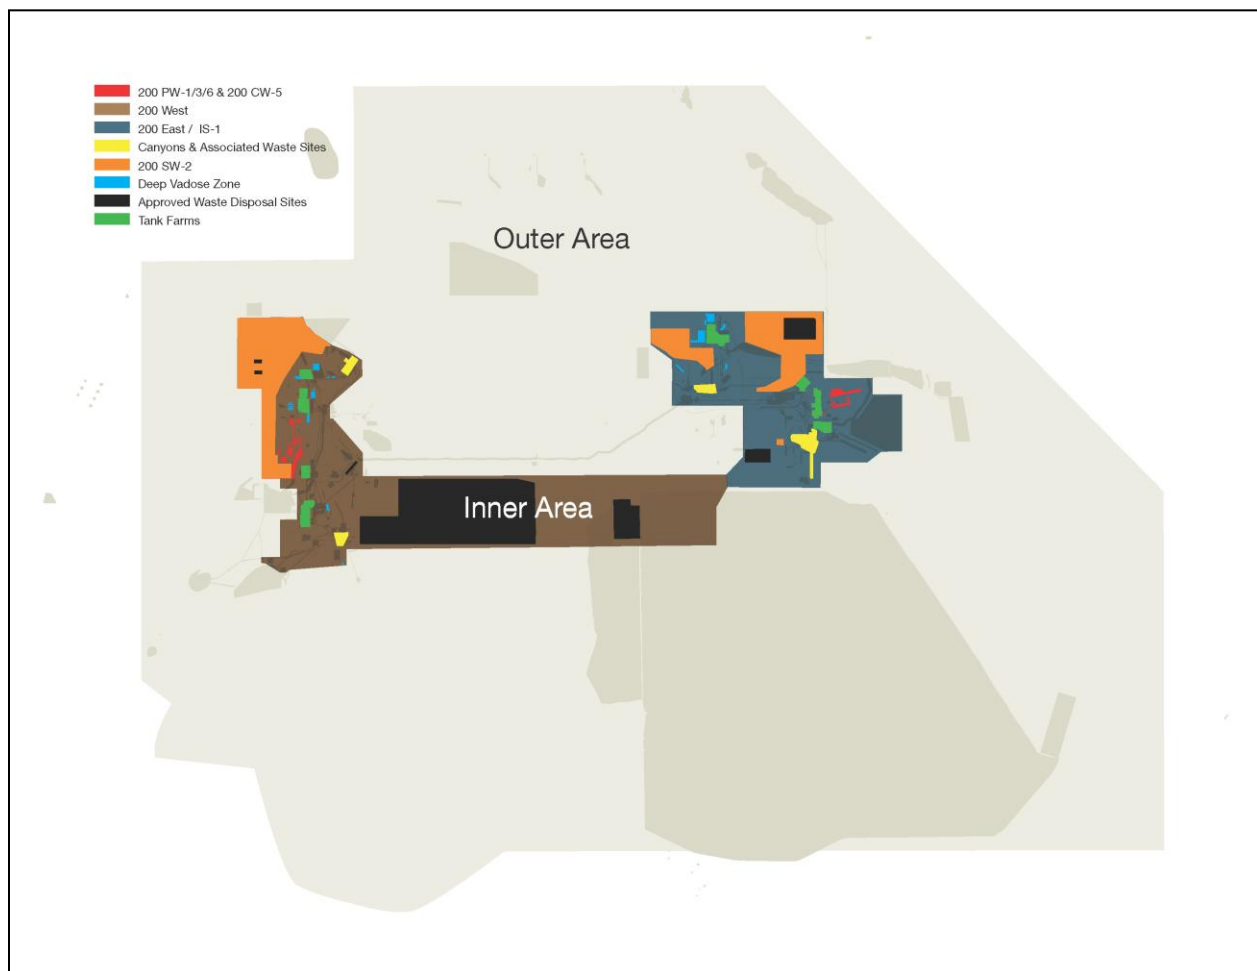 200 PW-1/3/6 & 200 CW-5
200 West
200 East / IS-1
Canyons & Associated Waste Sites
200 SW-2
Deep Vadose Zone
Approved Waste Disposal Sites
Tank Farms
Outer Area
Inner Area